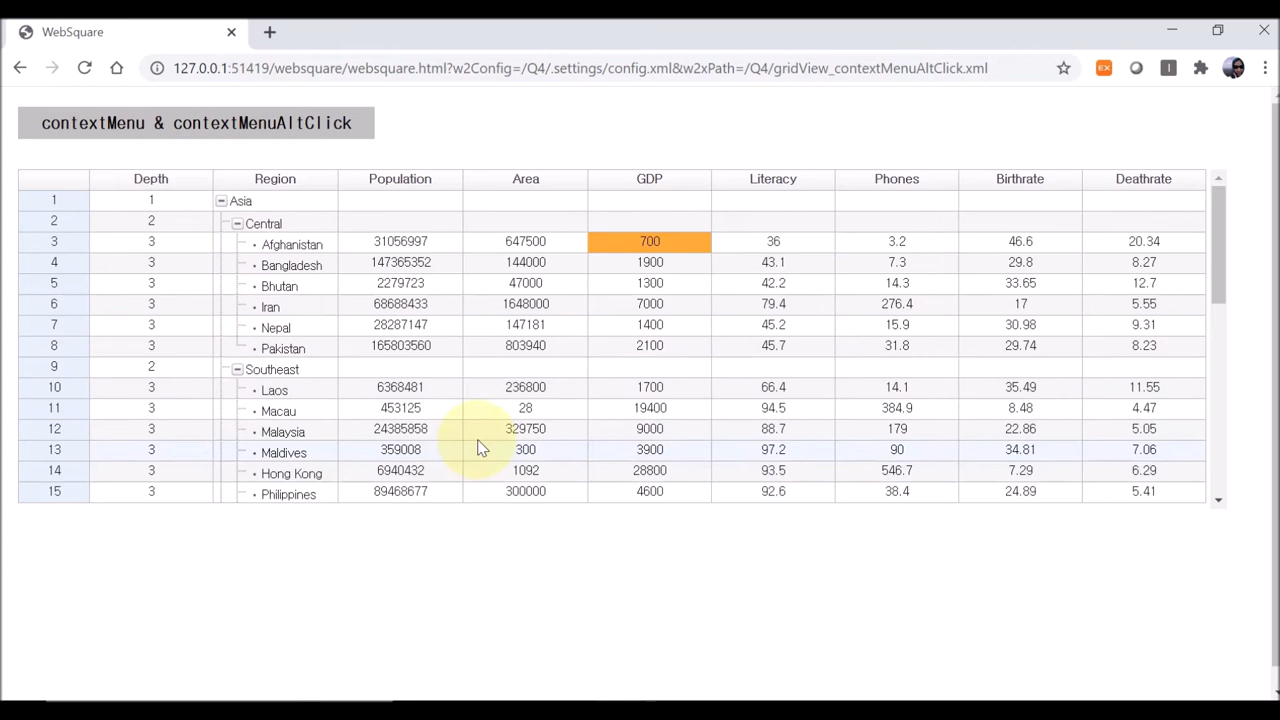 WebSquare
127.0.0.1:51419/websquare/websquare.html?w2Config=/Q4/.settings/config.xml&w2xPath=/Q4/gridView_contextMenuAltClick.xml
EX
contextMenu & contextMenuAltClick
Depth Region Population Area GDP Literacy Phones Birthrate Deathrate
1 1 Asia
2 2 Central
3 3 Afghanistan 31056997 647500 700 36 3.2 46.6 20.34
4 3 Bangladesh 147365352 144000 1900 43.1 7.3 29.8 8.27
5 3 Bhutan 2279723 47000 1300 42.2 14.3 33.65 12.7
6 3 Iran 68688433 1648000 7000 79.4 276.4 17 5.55
7 3 Nepal 28287147 147181 1400 45.2 15.9 30.98 9.31
8 3 Pakistan 165803560 803940 2100 45.7 31.8 29.74 8.23
9 2 Southeast
10 3 Laos 6368481 236800 1700 66.4 14.1 35.49 11.55
11 3 Macau 453125 28 19400 94.5 384.9 8.48 4.47
12 3 Malaysia 24385858 329750 9000 88.7 179 22.86 5.05
13 3 Maldives 359008 300 3900 97.2 90 34.81 7.06
14 3 Hong Kong 6940432 1092 28800 93.5 546.7 7.29 6.29
15 3 Philippines 89468677 300000 4600 92.6 38.4 24.89 5.41